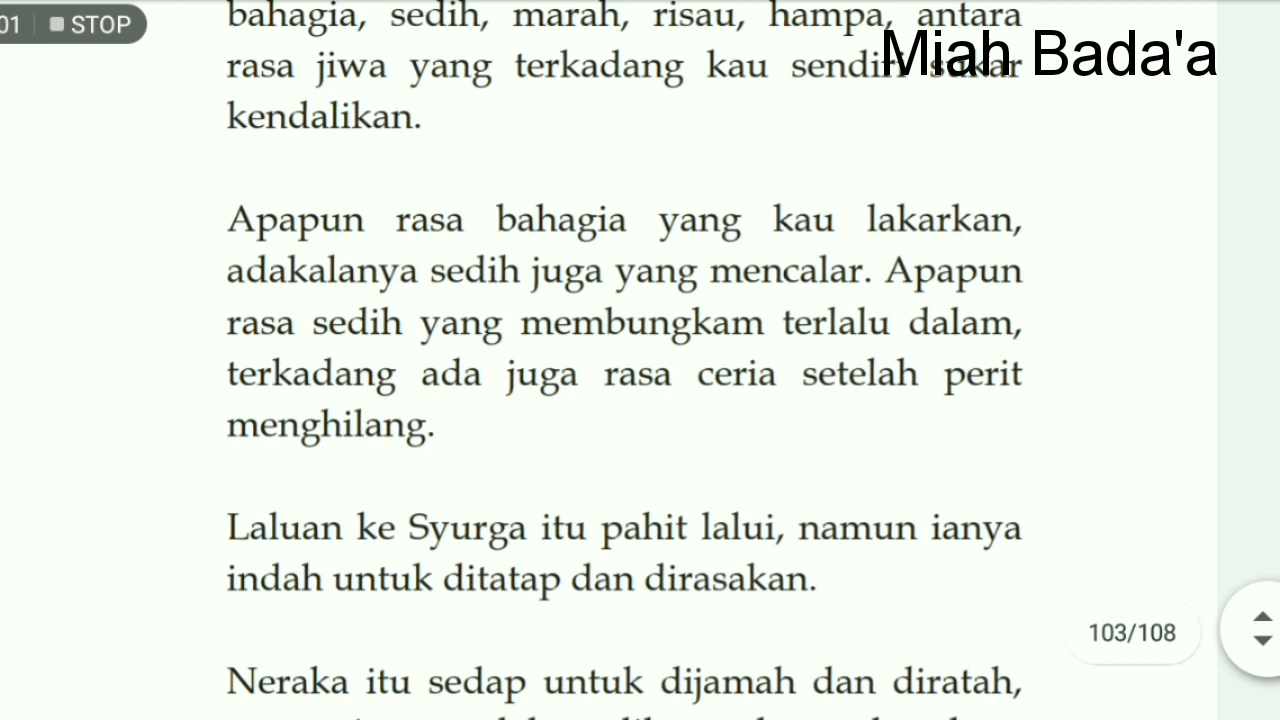 01 STOP
Miah Bada'a
bahagia, sedih, marah, risau, hampa, antara
rasa jiwa yang terkadang kau sendiri sukar
kendalikan.
Apapun rasa bahagia yang kau lakarkan,
adakalanya sedih juga yang mencalar. Apapun
rasa sedih yang membungkam terlalu dalam,
terkadang ada juga rasa ceria setelah perit
menghilang.
Laluan ke Syurga itu pahit lalui, namun ianya
indah untuk ditatap dan dirasakan.
103/108
Neraka itu sedap untuk dijamah dan diratah,